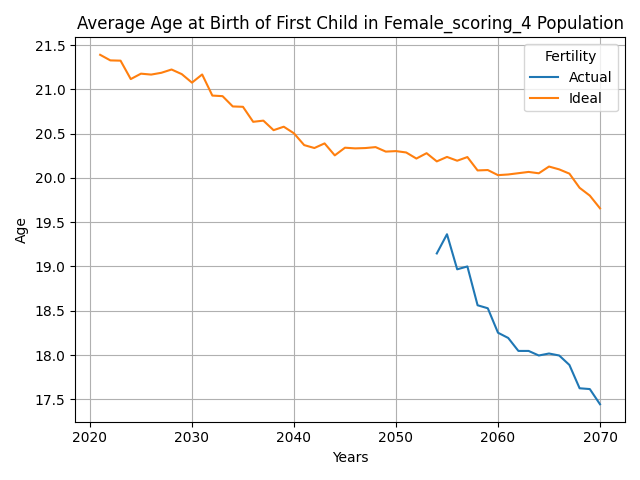 Average Age at Birth of First Child in Female_scoring_4 Population
Fertility
Actual
Ideal
Age
21.5
21.0
20.5
20.0
19.5
19.0
18.5
18.0
17.5
2020
2030
2040
2050
2060
2070
Years